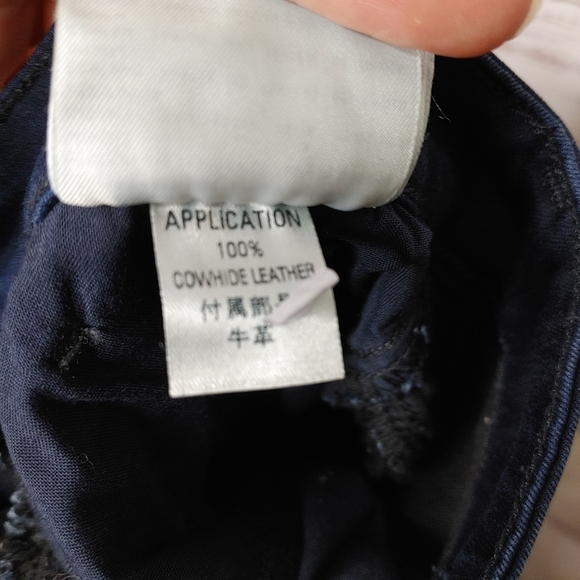 APPLICATION
100%
COWHIDE LEATHER
付属部
牛革